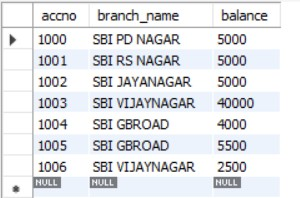 accno branch_name balance
1000 SBI PD NAGAR 5000
1001 SBI RS NAGAR 5000
1002 SBI JAYANAGAR 5000
1003 SBI VIJAYNAGAR 40000
1004 SBI GBROAD 4000
1005 SBI GBROAD 5500
1006 SBI VIJAYNAGAR 2500
NULL NULL NULL